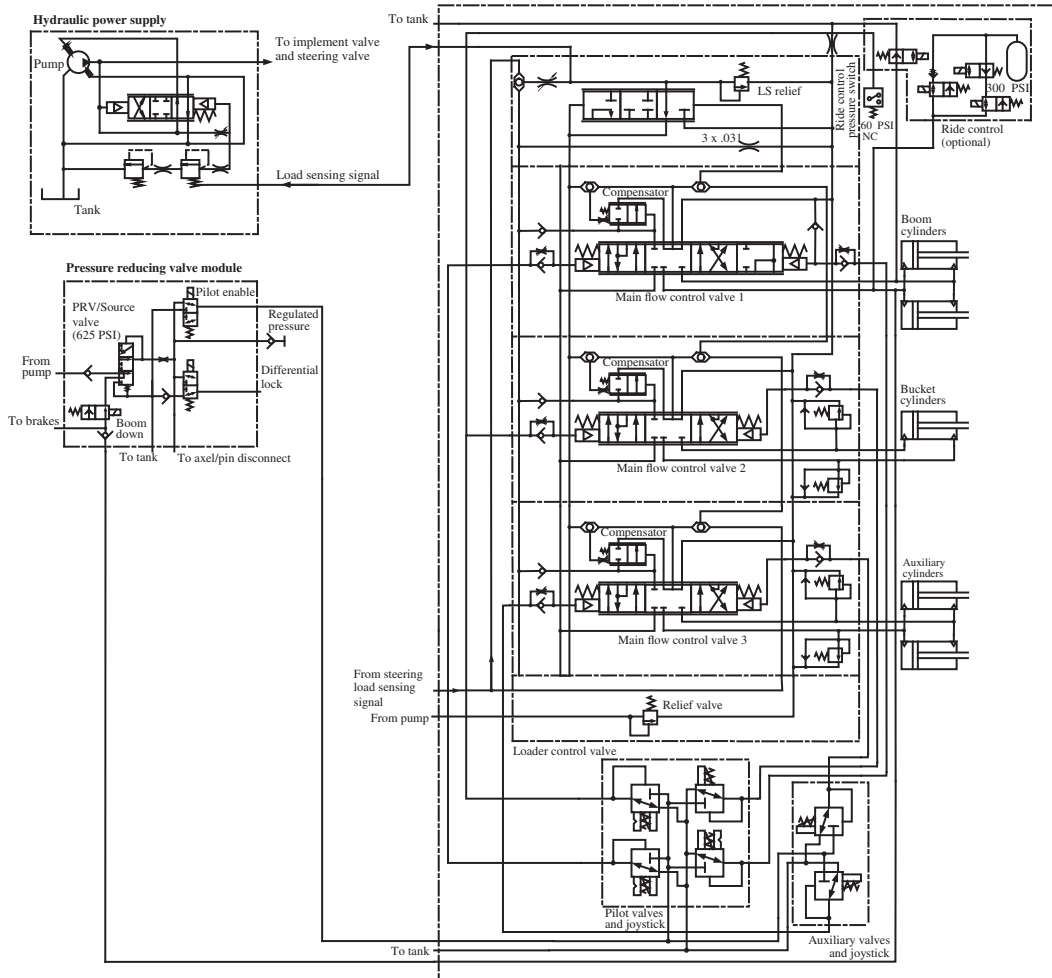 Hydraulic power supply
To implement valve
and steering valve
Pump
Load sensing signal
Tank
To tank
LS relief
Ride control
pressure switch
3 x .031
60 PSI
NC
300 PSI
Ride control
(optional)
Compensator
Main flow control valve 1
Boom
cylinders
Pressure reducing valve module
Pilot enable
PRV/Source
valve
(625 PSI)
Regulated
pressure
From
pump
Differential
lock
To brakes
Boom
down
To tank
To axel/pin disconnect
Compensator
Main flow control valve 2
Bucket
cylinders
Compensator
Main flow control valve 3
Auxiliary
cylinders
From steering
load sensing
signal
From pump
Relief valve
Loader control valve
Pilot valves
and joystick
To tank
Auxiliary valves
and joystick